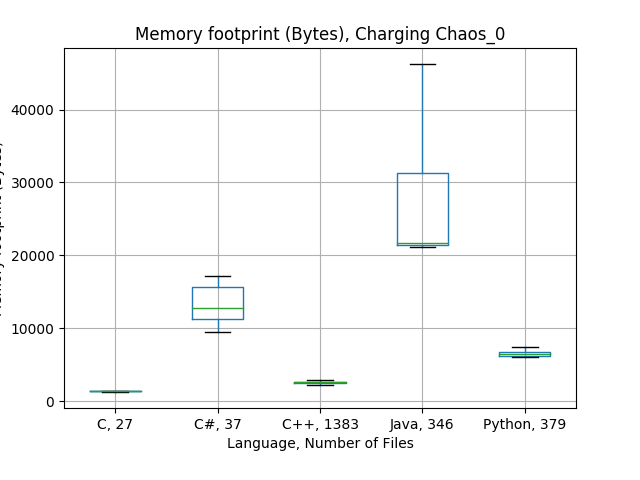 Memory footprint (Bytes), Charging Chaos_0
40000
30000
20000
10000
0
C, 27
C#, 37
C++, 1383
Java, 346
Python, 379
Language, Number of Files